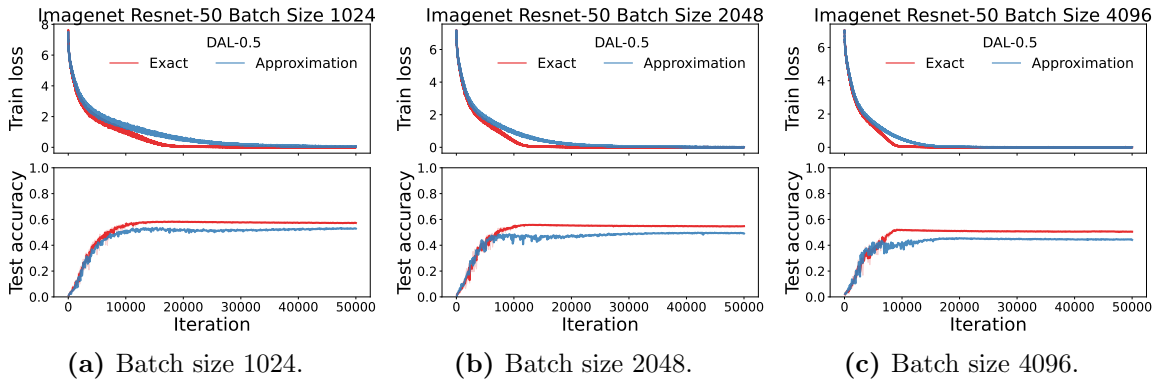 Imagenet Resnet-50 Batch Size 1024
Train loss
8
6
4
2
0
DAL-0.5
Exact
Approximation
Test accuracy
1.0
0.8
0.6
0.4
0.2
0.0
0 10000 20000 30000 40000 50000
Iteration
(a) Batch size 1024.
Imagenet Resnet-50 Batch Size 2048
Train loss
6
4
2
0
DAL-0.5
Exact
Approximation
Test accuracy
1.0
0.8
0.6
0.4
0.2
0.0
0 10000 20000 30000 40000 50000
Iteration
(b) Batch size 2048.
Imagenet Resnet-50 Batch Size 4096
Train loss
6
4
2
0
DAL-0.5
Exact
Approximation
Test accuracy
1.0
0.8
0.6
0.4
0.2
0.0
0 10000 20000 30000 40000 50000
Iteration
(c) Batch size 4096.